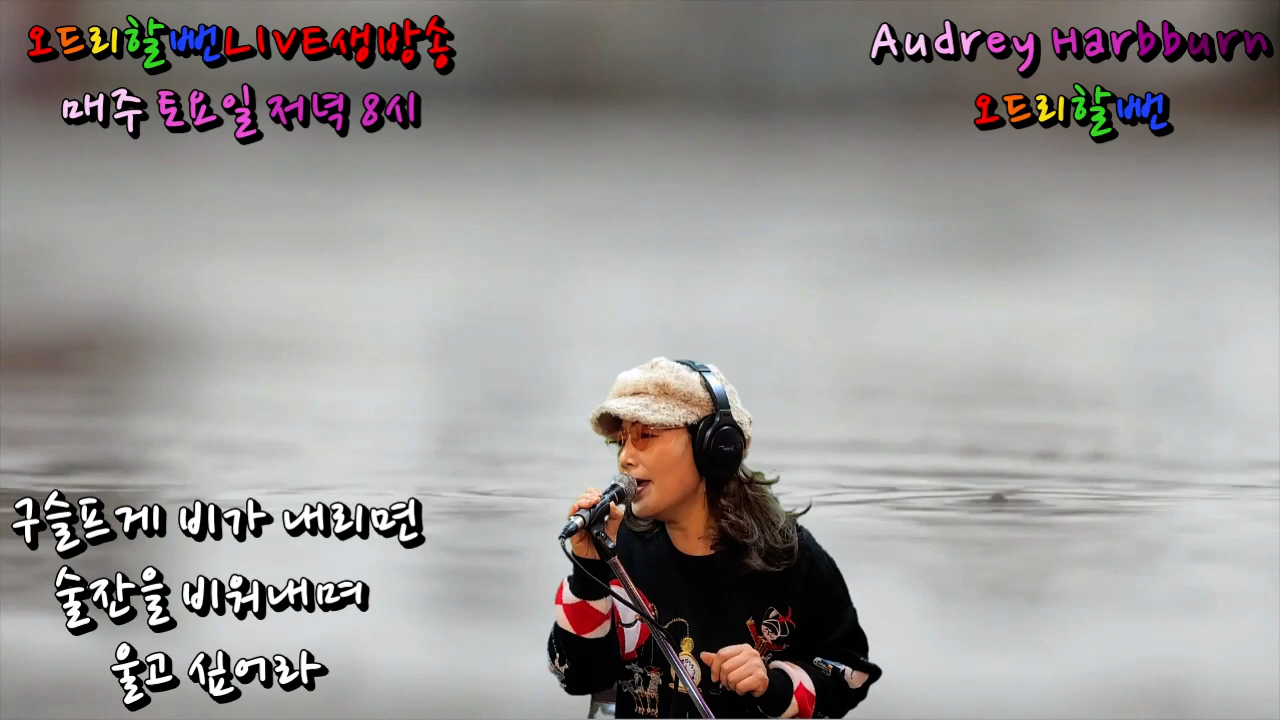 오드리할뻔LIVE생방송
매주 토요일 저녁 8시
Audrey Harbburn
오드리할뻔
구슬프게 비가 내리면
술잔을 비워내며
울고 싶어라